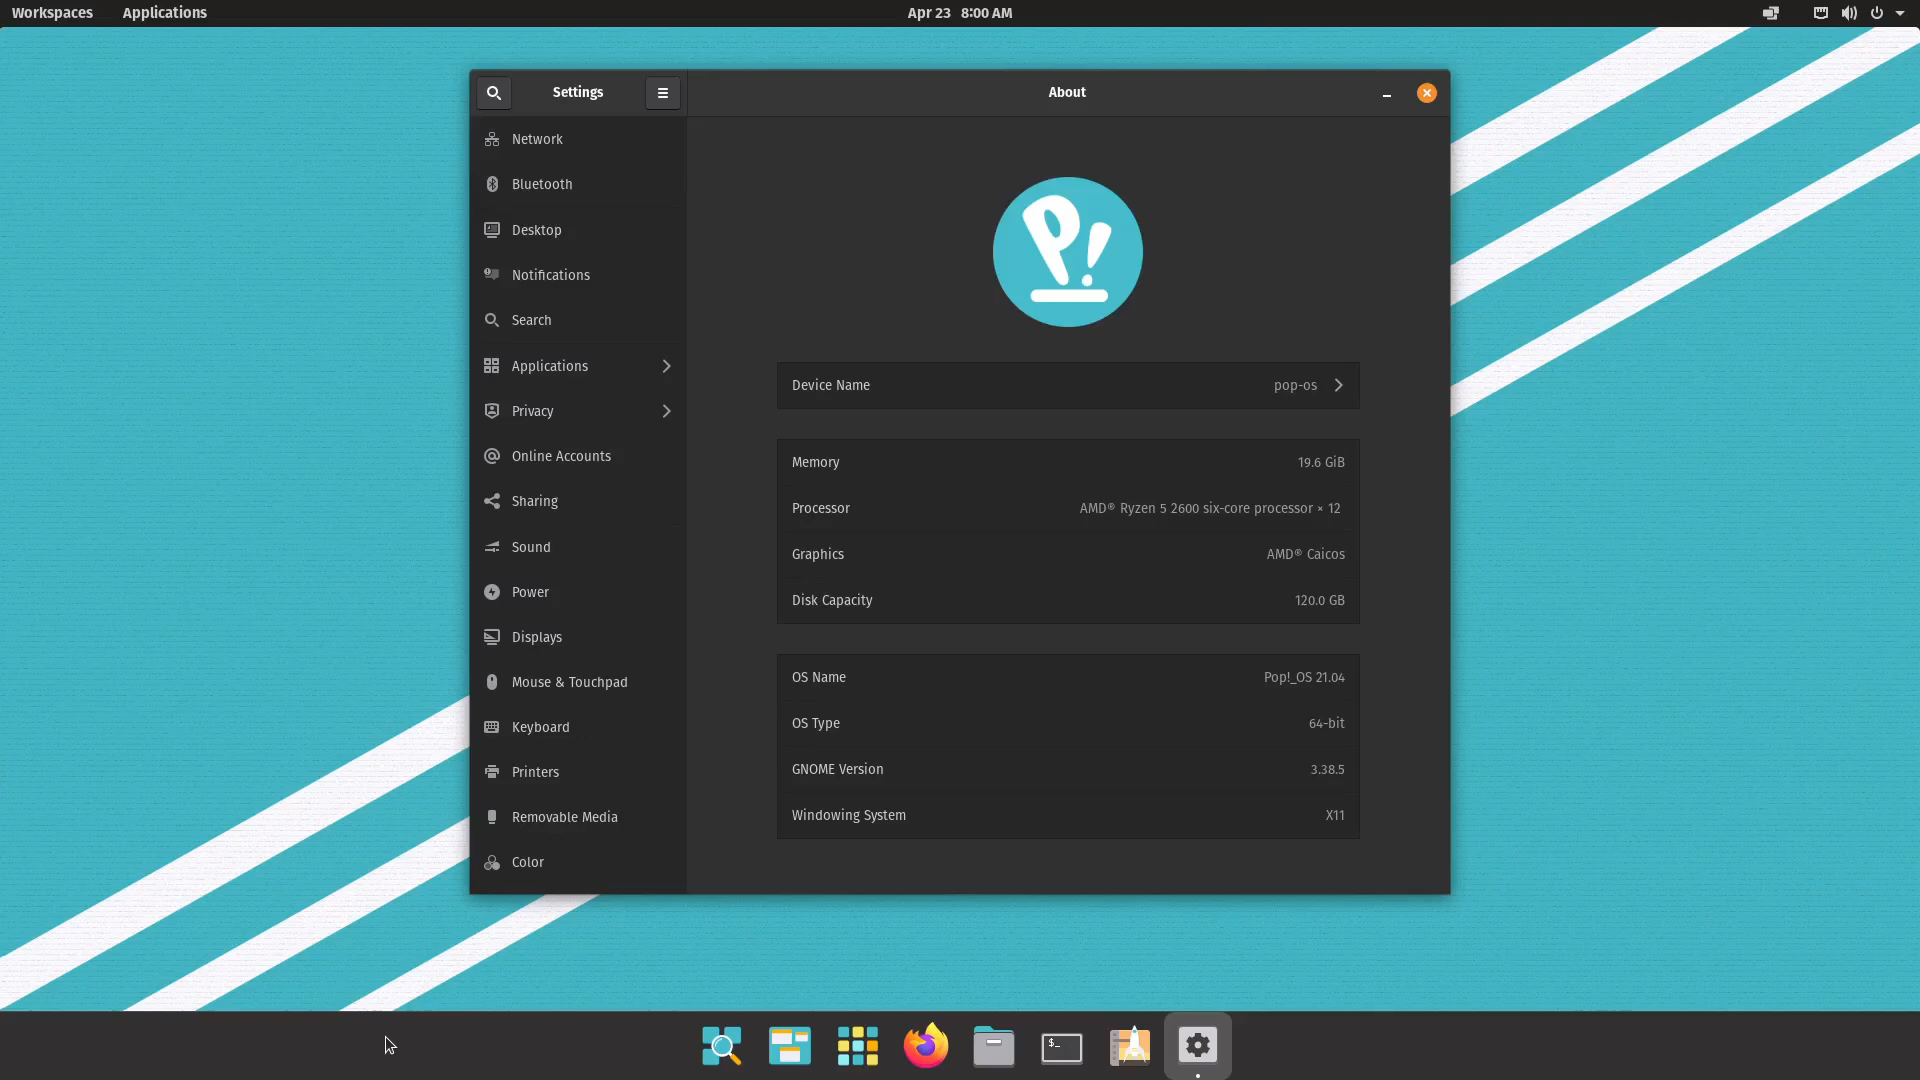 Workspaces
Applications
Apr 23 8:00 AM
Settings
About
Network
Bluetooth
Desktop
Notifications
Search
Applications
Privacy
Online Accounts
Sharing
Sound
Power
Displays
Mouse & Touchpad
Keyboard
Printers
Removable Media
Color
P!
Device Name pop-os
Memory 19.6 GiB
Processor AMD® Ryzen 5 2600 six-core processor × 12
Graphics AMD® Caicos
Disk Capacity 120.0 GB
OS Name Pop!_OS 21.04
OS Type 64-bit
GNOME Version 3.38.5
Windowing System X11
$_